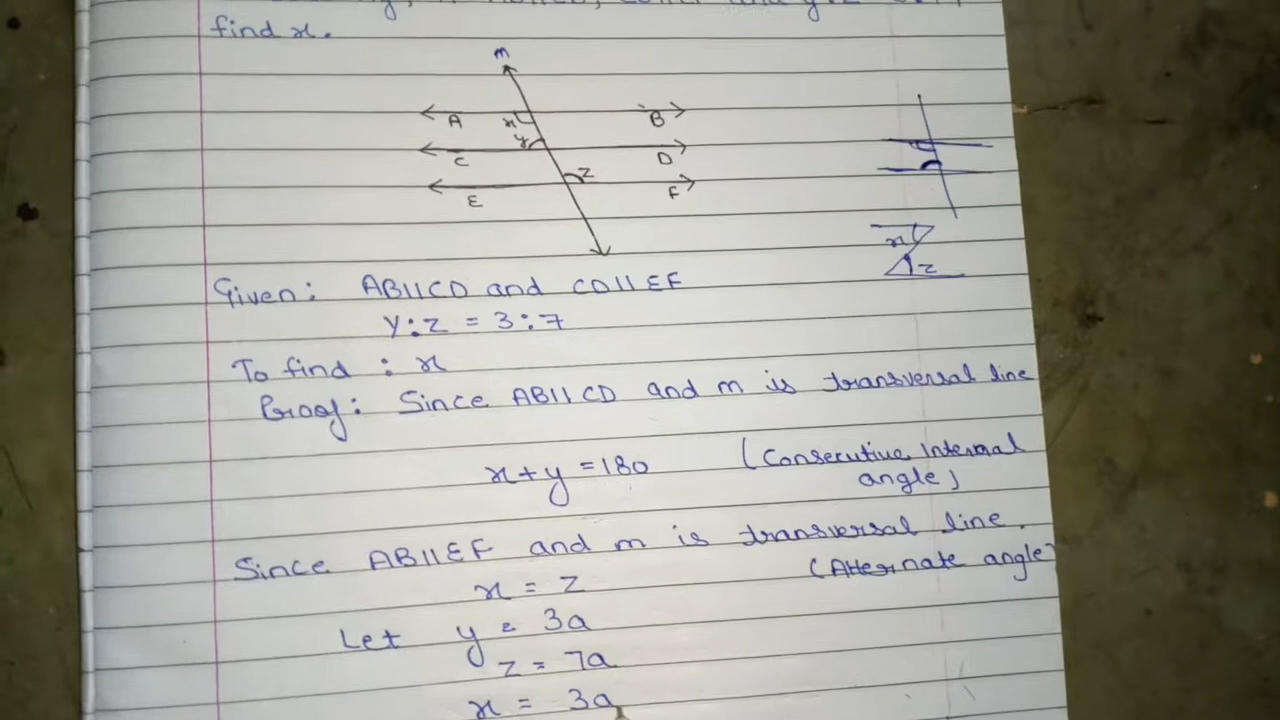 find x.
m
A B
x
y
C D
z
E F
x
z
Given: AB||CD and CD||EF
Y:Z = 3:7
To find : x
Proof: Since AB||CD and m is transversal line
x+y =180 (Consecutive Internal
angle)
Since AB||EF and m is transversal line.
(Alternate angle)
x = z
Let y = 3a
z = 7a
x = 3a